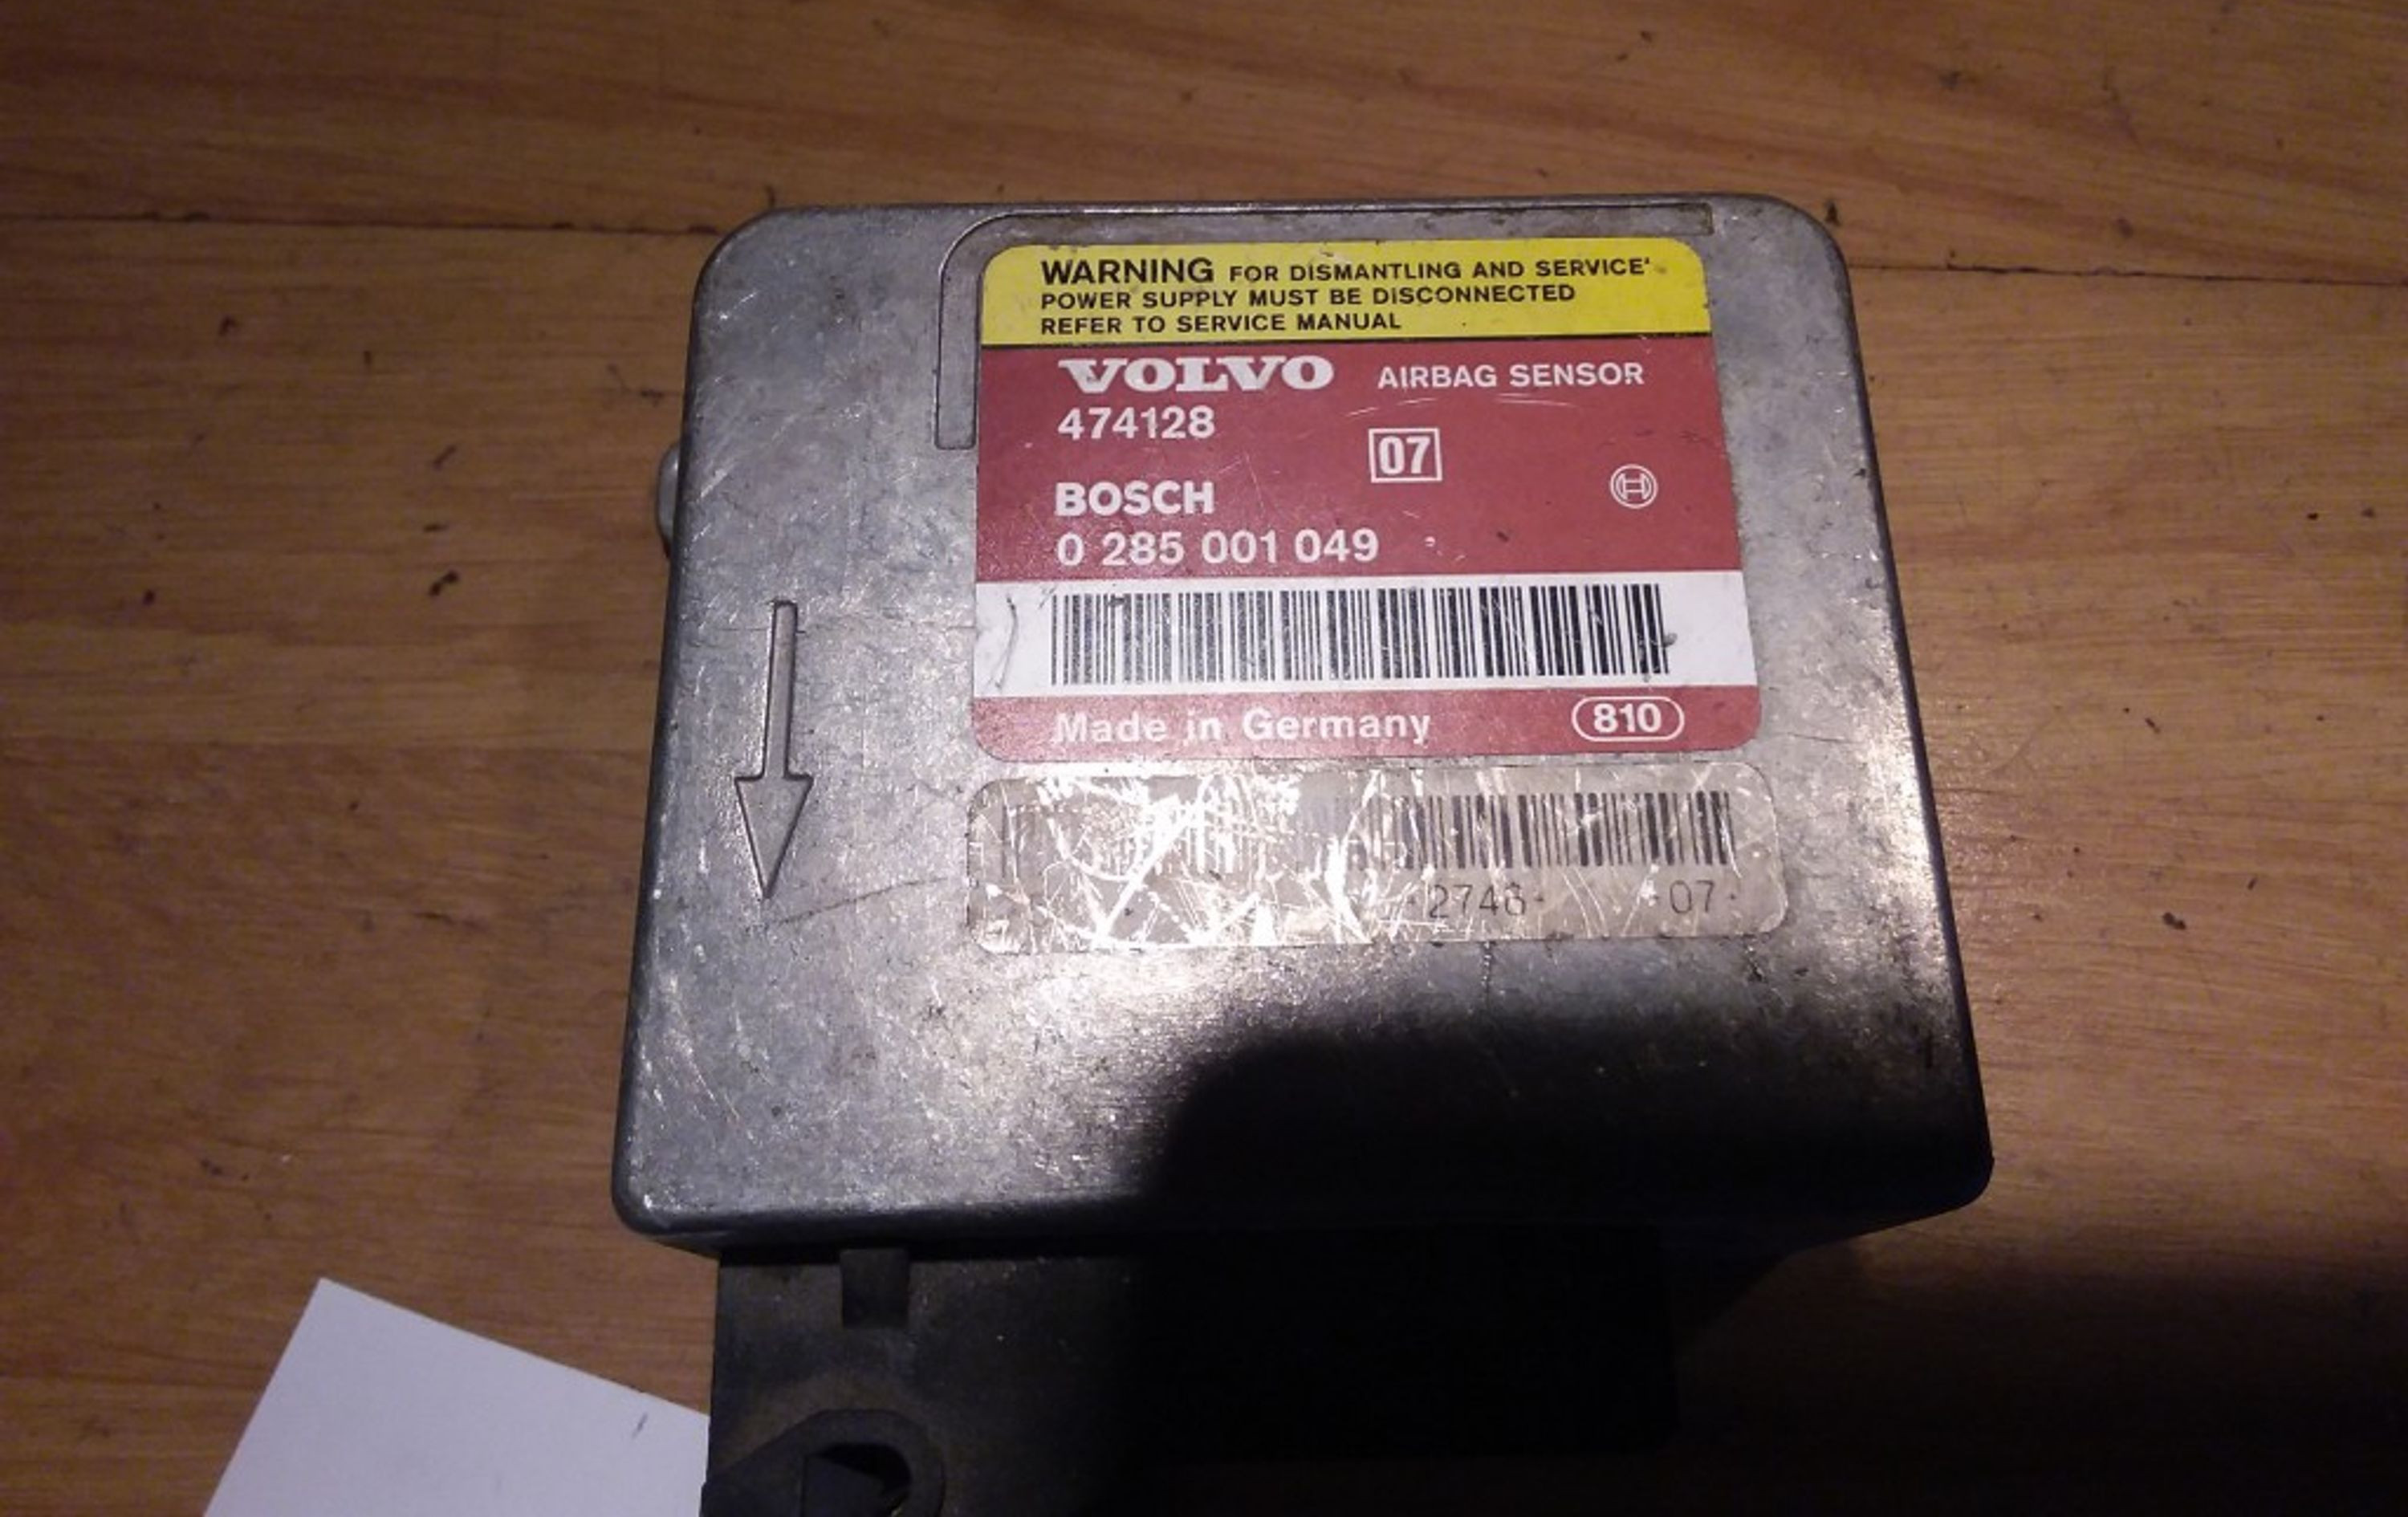 WARNING FOR DISMANTLING AND SERVICE'
POWER SUPPLY MUST BE DISCONNECTED
REFER TO SERVICE MANUAL
VOLVO AIRBAG SENSOR
474128
07
BOSCH
0 285 001 049
Made in Germany 810
07